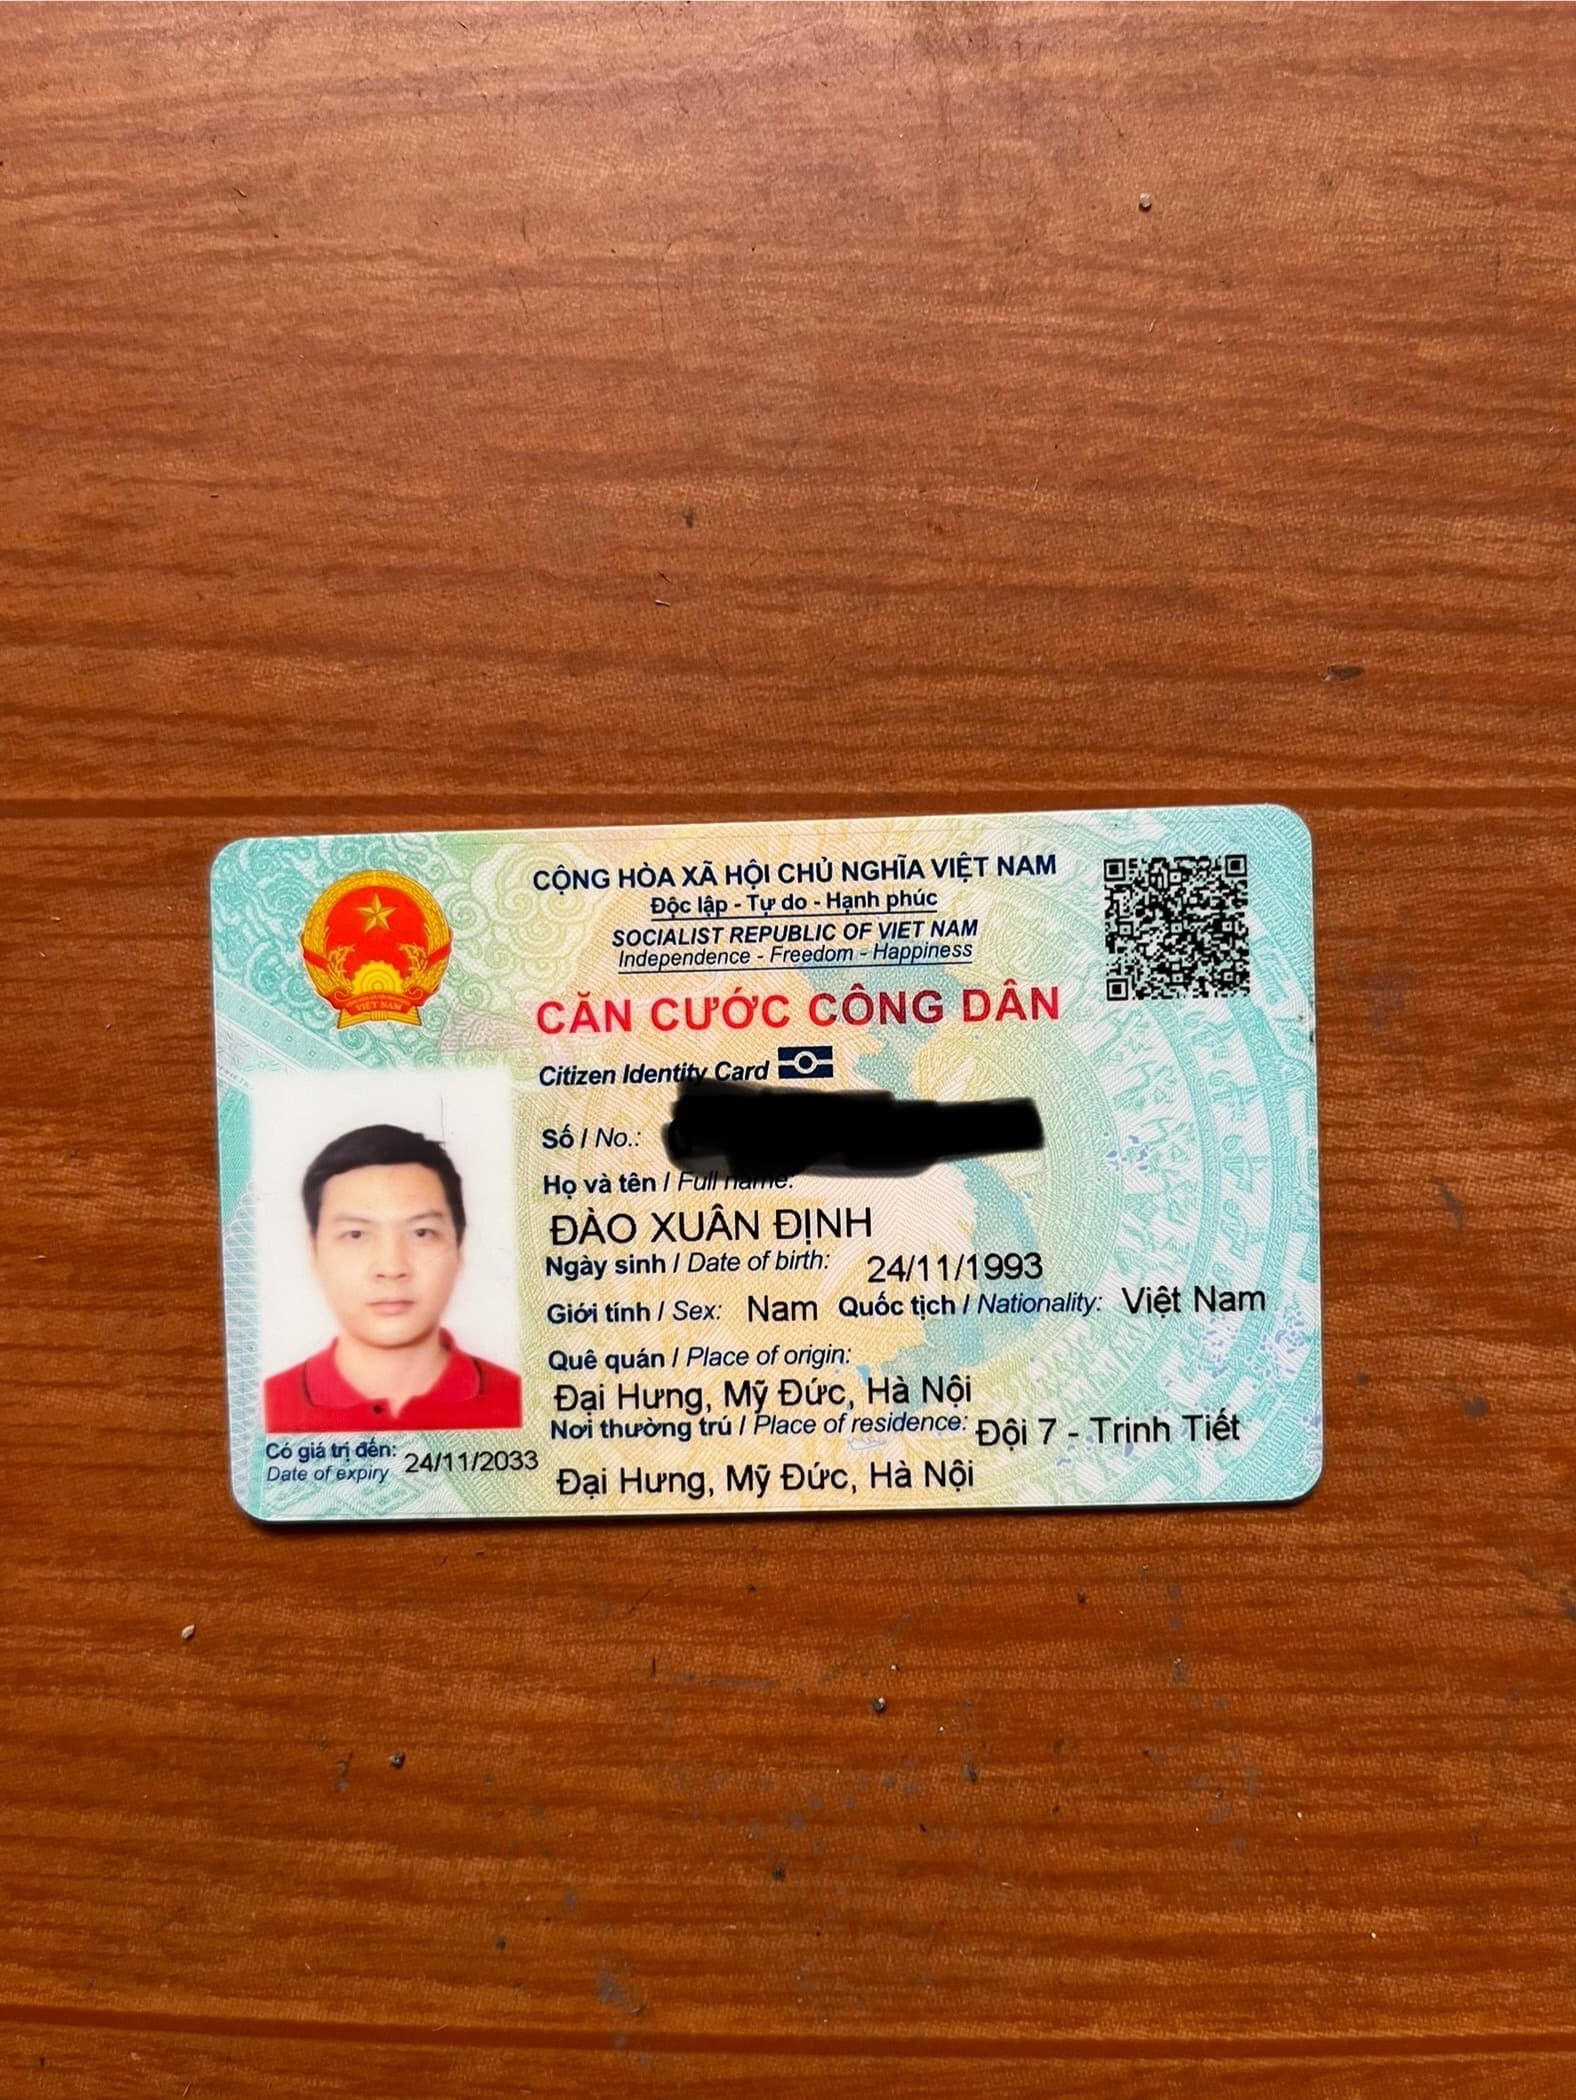 CỘNG HÒA XÃ HỘI CHỦ NGHĨA VIỆT NAM
Độc lập - Tự do - Hạnh phúc
SOCIALIST REPUBLIC OF VIET NAM
Independence - Freedom - Happiness
CĂN CƯỚC CÔNG DÂN
Citizen Identity Card
Số / No.:
Họ và tên / Full name:
ĐÀO XUÂN ĐỊNH
Ngày sinh / Date of birth: 24/11/1993
Giới tính / Sex: Nam Quốc tịch / Nationality: Việt Nam
Quê quán / Place of origin:
Đại Hưng, Mỹ Đức, Hà Nội
Nơi thường trú / Place of residence: Đội 7 - Trinh Tiết
Đại Hưng, Mỹ Đức, Hà Nội
Có giá trị đến: 24/11/2033
Date of expiry
VIỆT NAM